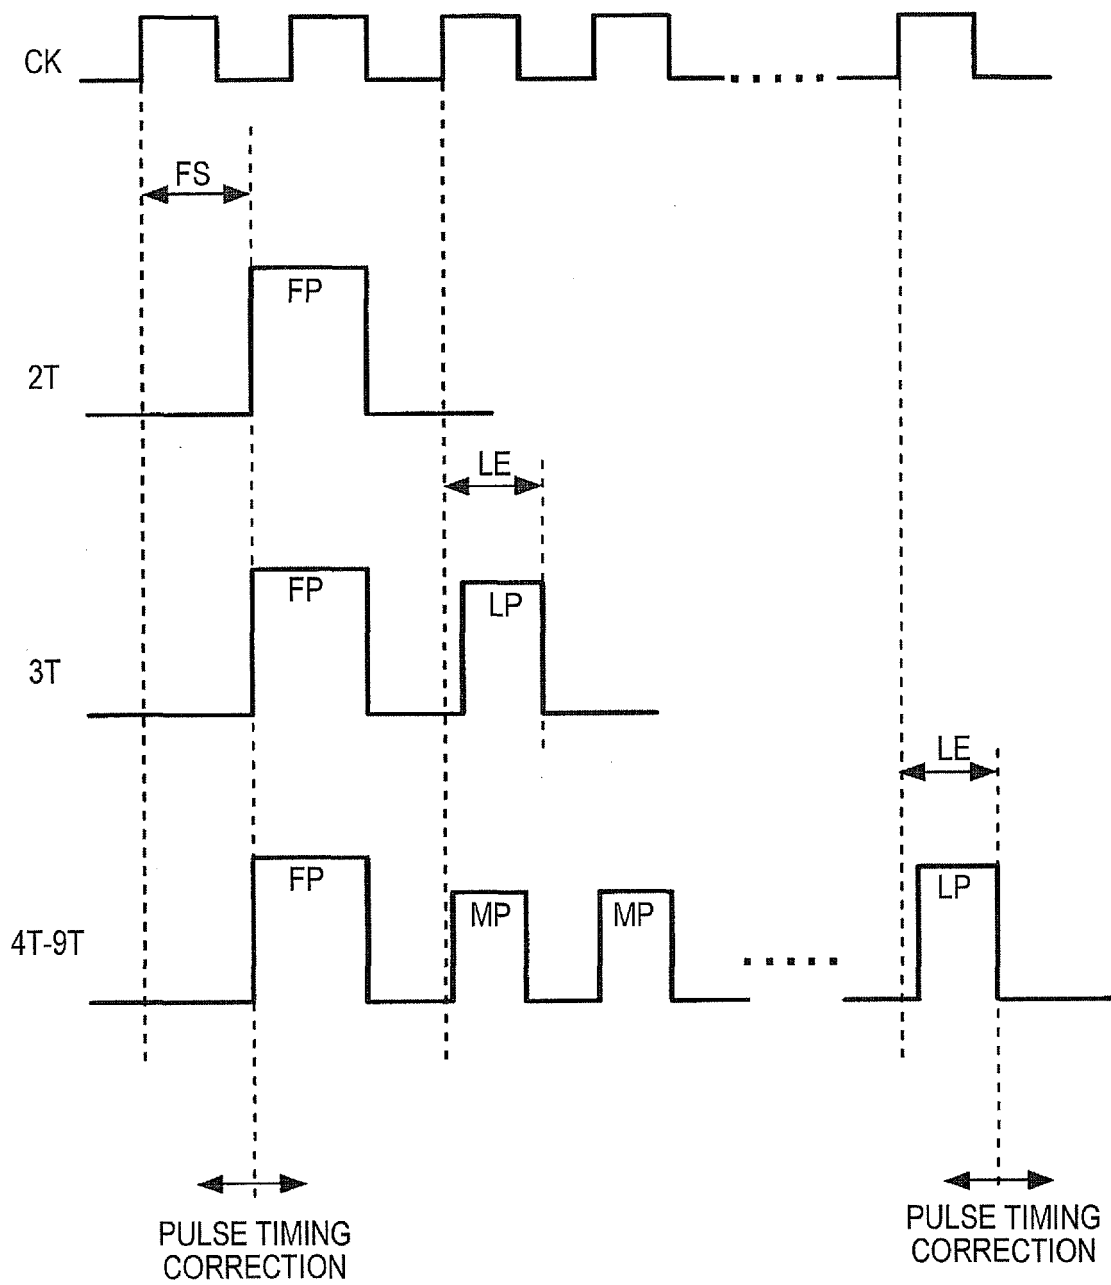 CK
FS
FP
2T
LE
FP
LP
3T
LE
FP
MP
MP
LP
4T-9T
PULSE TIMING
CORRECTION
PULSE TIMING
CORRECTION